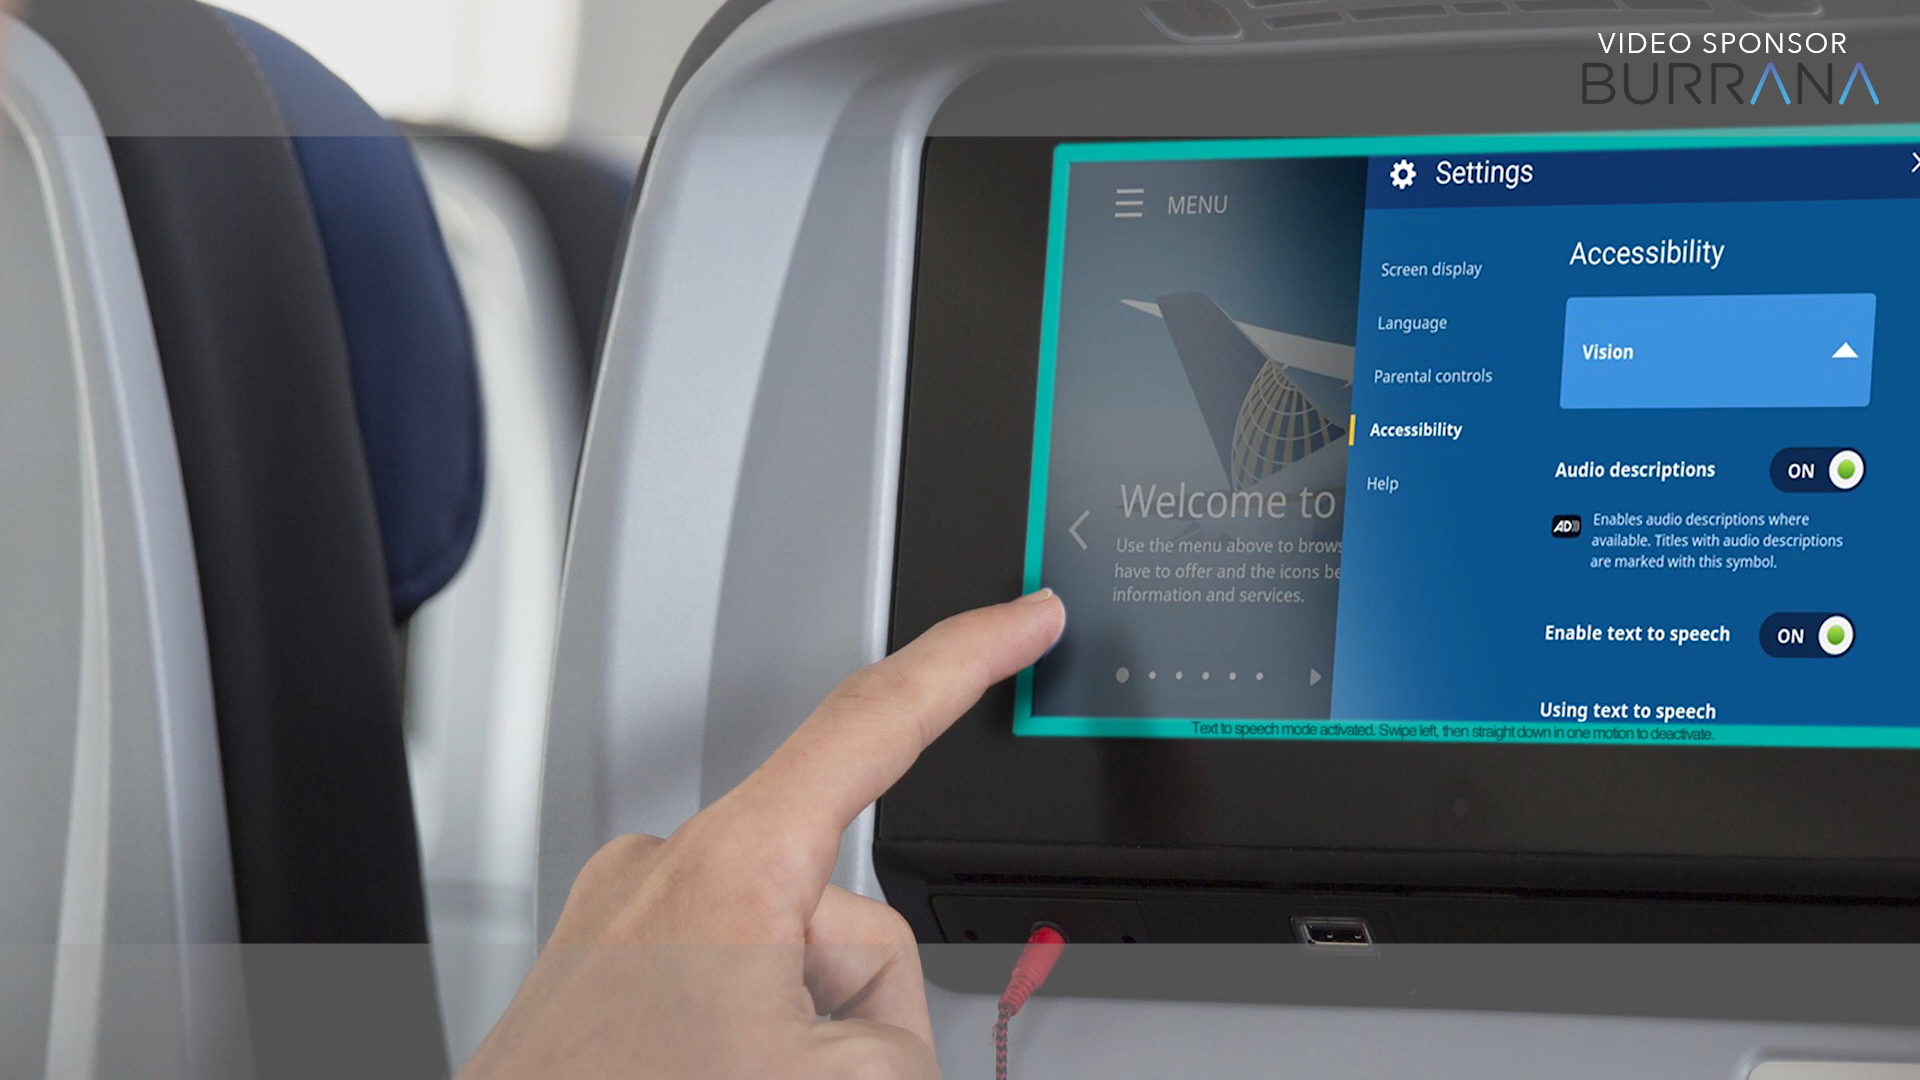 VIDEO SPONSOR
BURRANA
MENU
Welcome to
Use the menu above to brows
have to offer and the icons be
information and services.
Settings
Screen display
Language
Parental controls
Accessibility
Help
Accessibility
Vision
Audio descriptions
ON
AD
Enables audio descriptions where
available. Titles with audio descriptions
are marked with this symbol.
Enable text to speech
ON
Using text to speech
Text to speech mode activated. Swipe left, then straight down in one motion to deactivate.